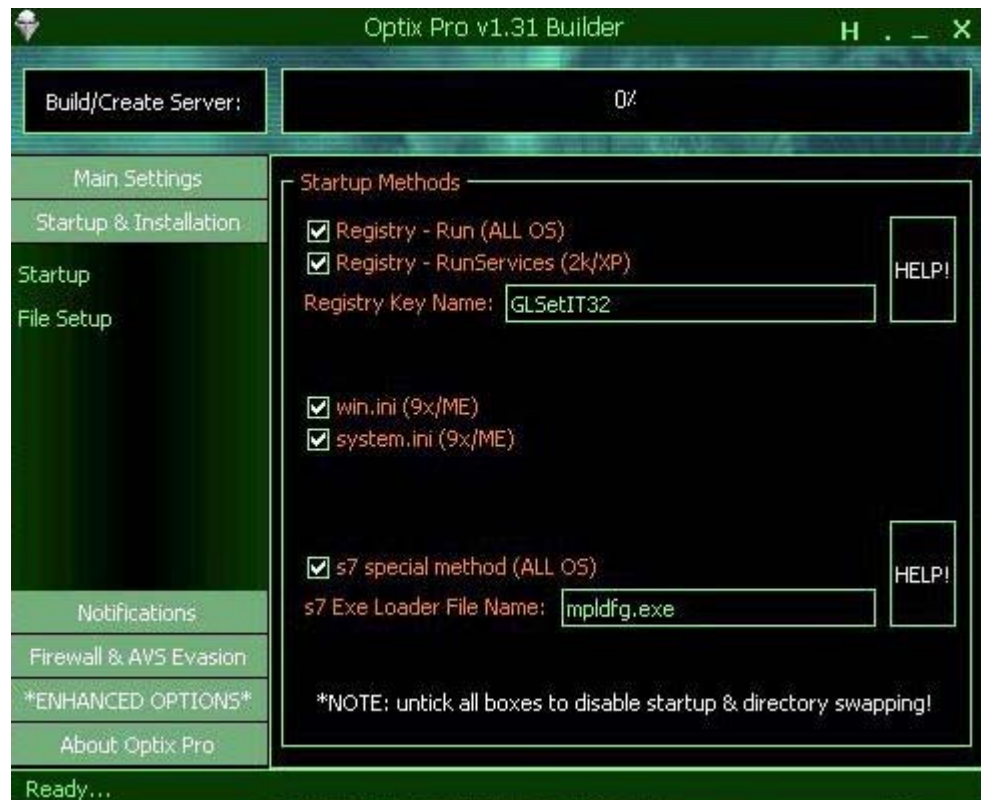 Optix Pro v1.31 Builder
H . _ X
Build/Create Server:
0%
Main Settings
Startup & Installation
Startup
File Setup
Notifications
Firewall & AVS Evasion
*ENHANCED OPTIONS*
About Optix Pro
Startup Methods
Registry - Run (ALL OS)
Registry - RunServices (2k/XP)
Registry Key Name: GLSetIT32
HELP!
win.ini (9x/ME)
system.ini (9x/ME)
s7 special method (ALL OS)
s7 Exe Loader File Name: mpldfg.exe
HELP!
*NOTE: untick all boxes to disable startup & directory swapping!
Ready...